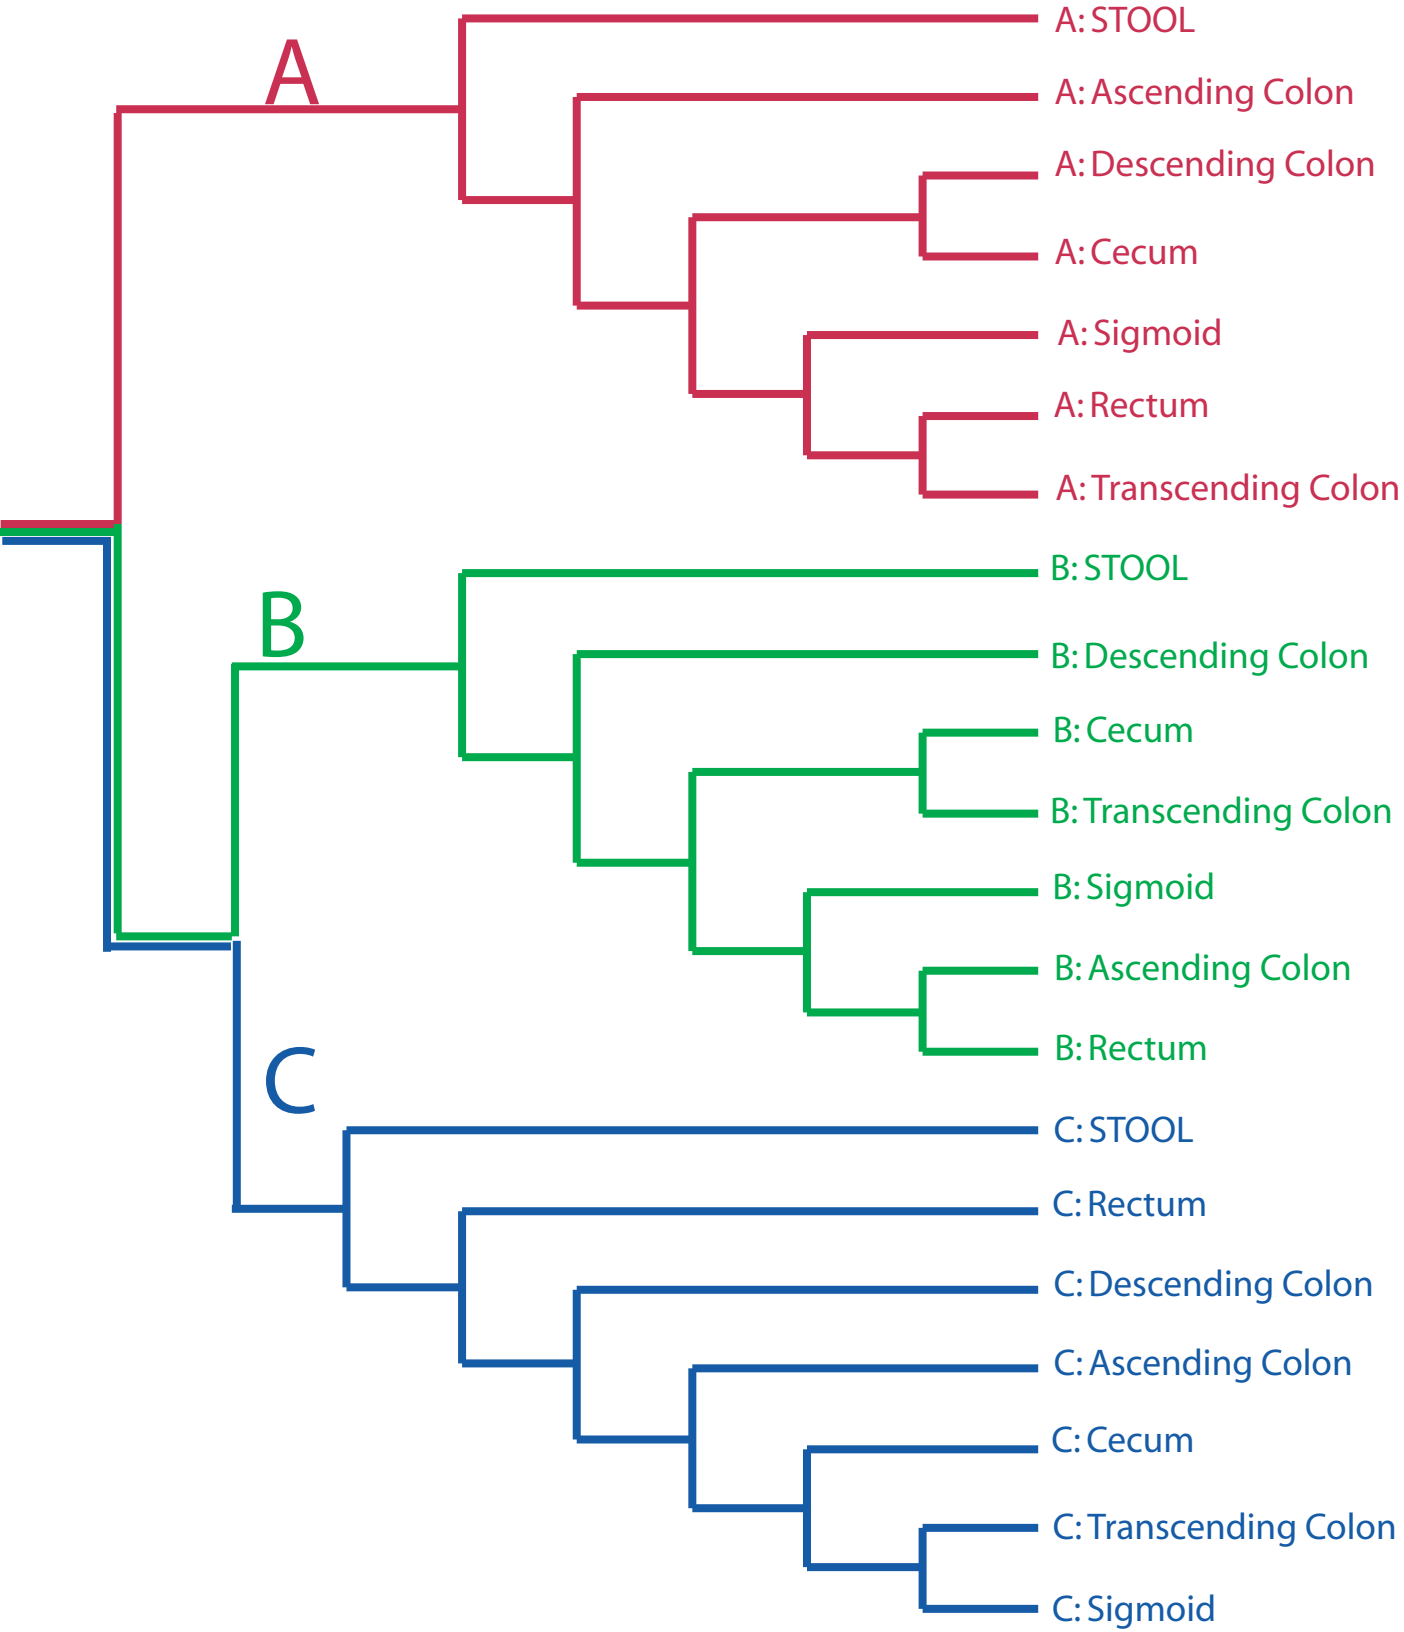 A
A: STOOL
A: Ascending Colon
A: Descending Colon
A: Cecum
A: Sigmoid
A: Rectum
A: Transcending Colon
B
B: STOOL
B: Descending Colon
B: Cecum
B: Transcending Colon
B: Sigmoid
B: Ascending Colon
B: Rectum
C
C: STOOL
C: Rectum
C: Descending Colon
C: Ascending Colon
C: Cecum
C: Transcending Colon
C: Sigmoid